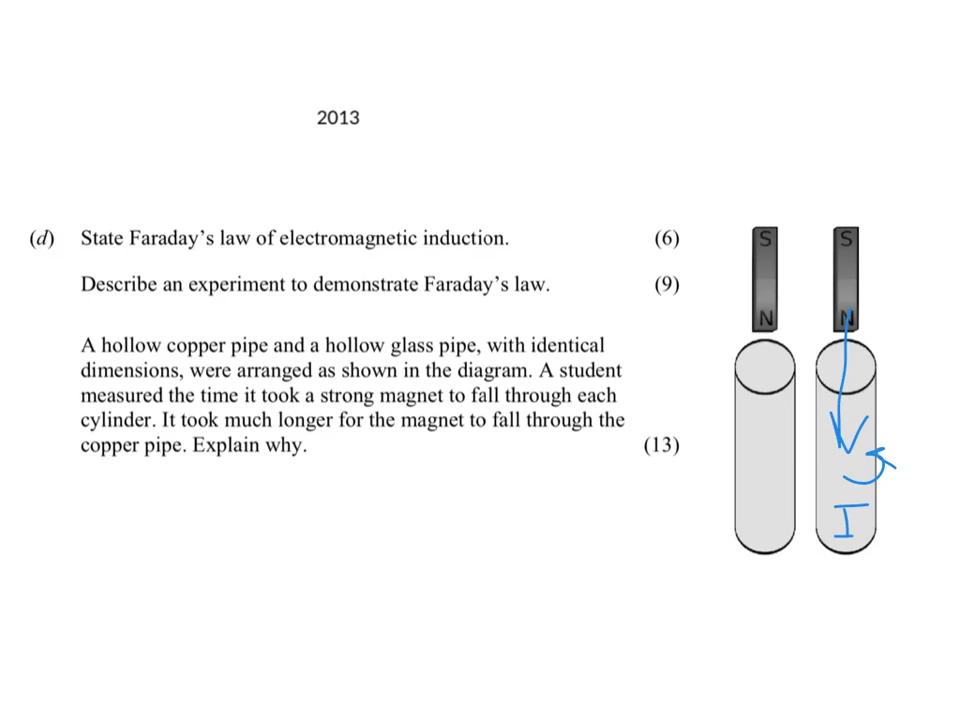 2013
(d) State Faraday's law of electromagnetic induction. (6)
Describe an experiment to demonstrate Faraday's law. (9)
A hollow copper pipe and a hollow glass pipe, with identical
dimensions, were arranged as shown in the diagram. A student
measured the time it took a strong magnet to fall through each
cylinder. It took much longer for the magnet to fall through the
copper pipe. Explain why. (13)
S S
N N
I